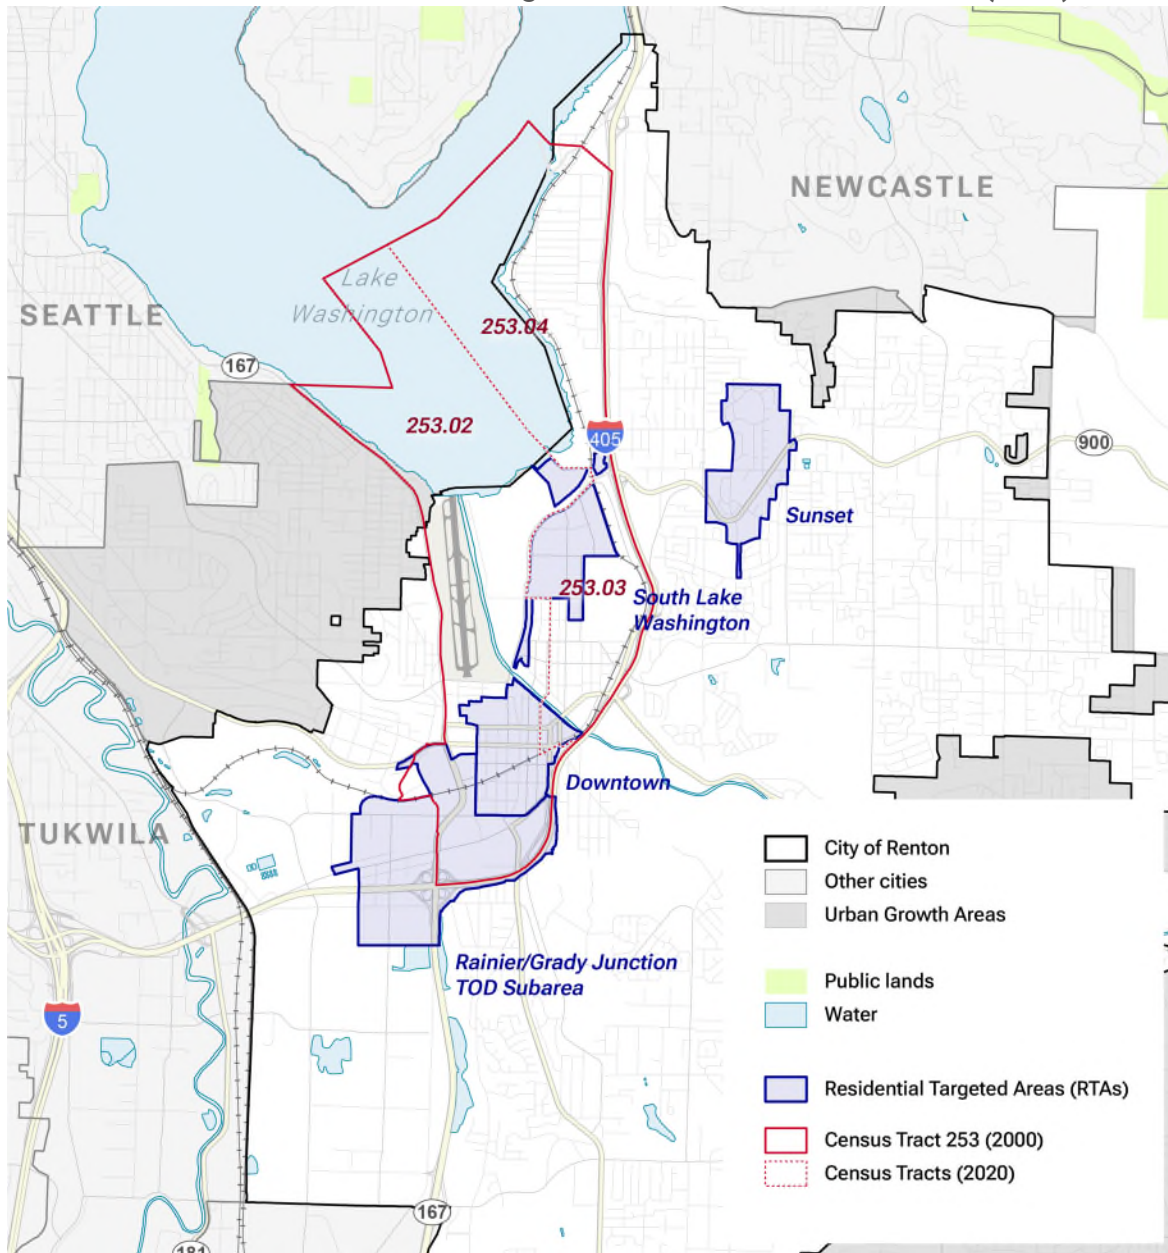 NEWCASTLE
Lake
Washington
SEATTLE
253.04
167
253.02
405
900
Sunset
253.03
South Lake
Washington
Downtown
TUKWILA
City of Renton
Other cities
Urban Growth Areas
Rainier/Grady Junction
TOD Subarea
Public lands
Water
5
Residential Targeted Areas (RTAs)
Census Tract 253 (2000)
Census Tracts (2020)
167
181